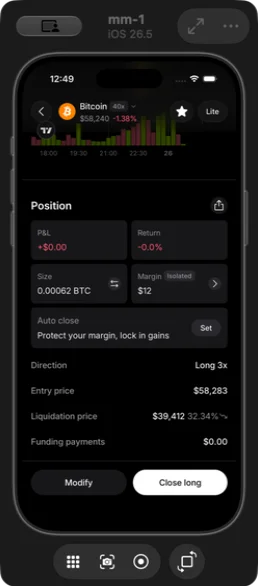 mm-1
iOS 26.5
12:49
Bitcoin 40x
$58,240 -1.38%
Lite
18:00 19:30 21:00 22:30 26
Position
P&L
+$0.00
Return
-0.0%
Size
0.00062 BTC
Margin Isolated
$12
Auto close
Protect your margin, lock in gains
Set
Direction
Long 3x
Entry price
$58,283
Liquidation price
$39,412 32.34%
Funding payments
$0.00
Modify
Close long